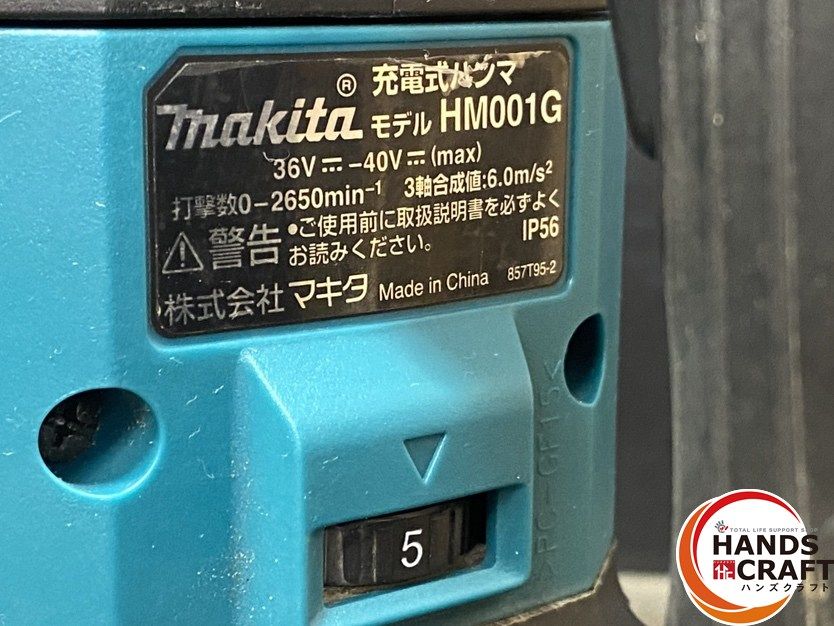 充電式ハンマ
makita® モデル HM001G
36V⎓-40V⎓(max)
打撃数0-2650min⁻¹ 3軸合成値:6.0m/s²
⚠警告 •ご使用前に取扱説明書を必ずよく
お読みください。 IP56
株式会社マキタ Made in China 857T95-2
>PC-GF15<
5
TOTAL LIFE SUPPORT SHOP
HANDS
CRAFT
ハンズクラフト